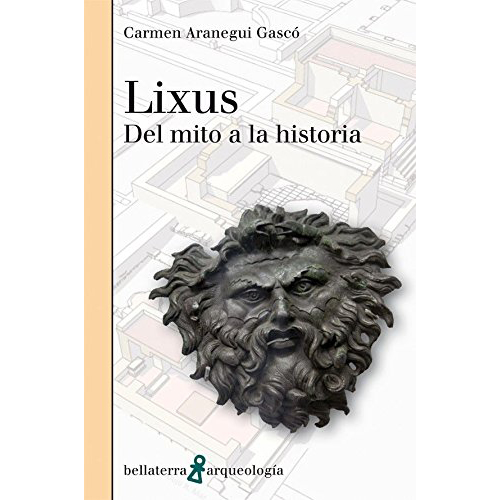 Carmen Aranegui Gascó
Lixus
Del mito a la historia
bellaterra arqueología